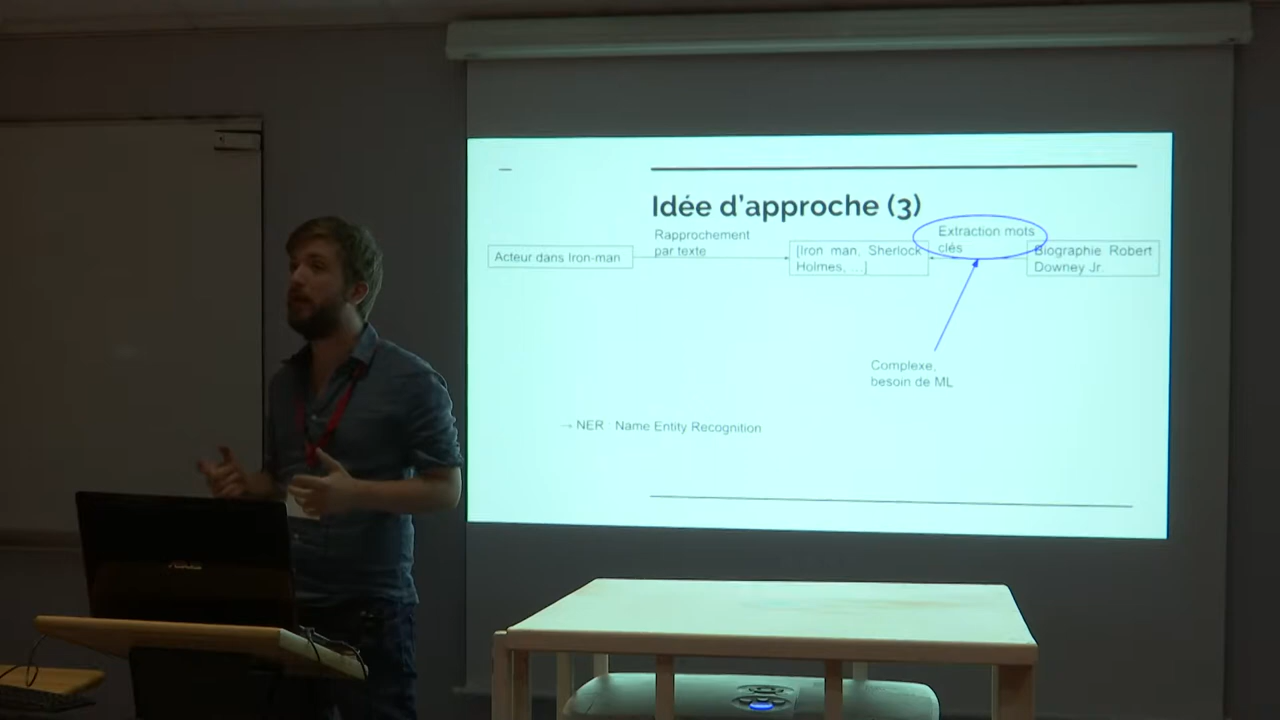 Idée d'approche (3)
Rapprochement
par texte
Extraction mots
clés
Acteur dans Iron-man
[Iron man, Sherlock
Holmes, ...]
Biographie Robert
Downey Jr.
Complexe,
besoin de ML
→ NER Name Entity Recognition
ASUS